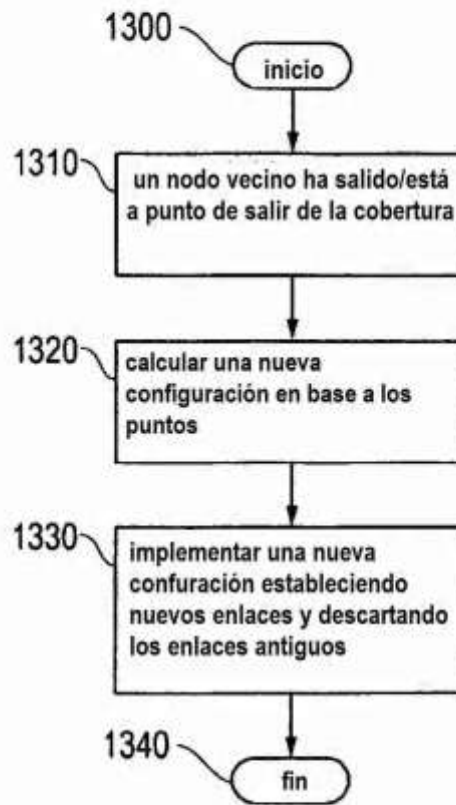 1300
inicio
1310
un nodo vecino ha salido/está
a punto de salir de la cobertura
1320
calcular una nueva
configuración en base a los
puntos
1330
implementar una nueva
confuración estableciendo
nuevos enlaces y descartando
los enlaces antiguos
1340
fin